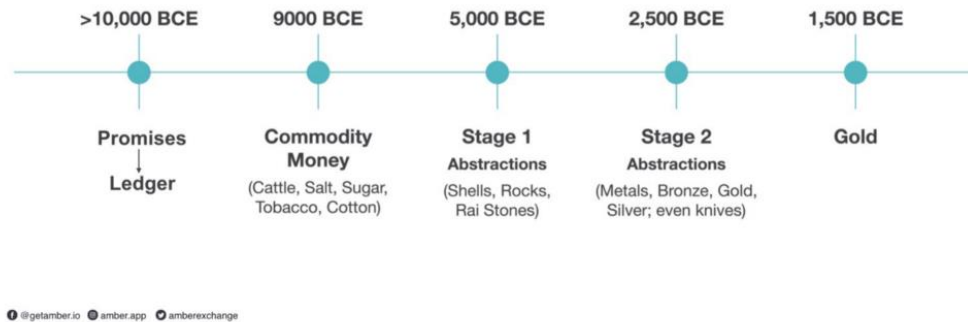 >10,000 BCE
9000 BCE
5,000 BCE
2,500 BCE
1,500 BCE
Promises
Ledger
Commodity
Money
(Cattle, Salt, Sugar,
Tobacco, Cotton)
Stage 1
Abstractions
(Shells, Rocks,
Rai Stones)
Stage 2
Abstractions
(Metals, Bronze, Gold,
Silver; even knives)
Gold
@getamber.io amber.app amberexchange